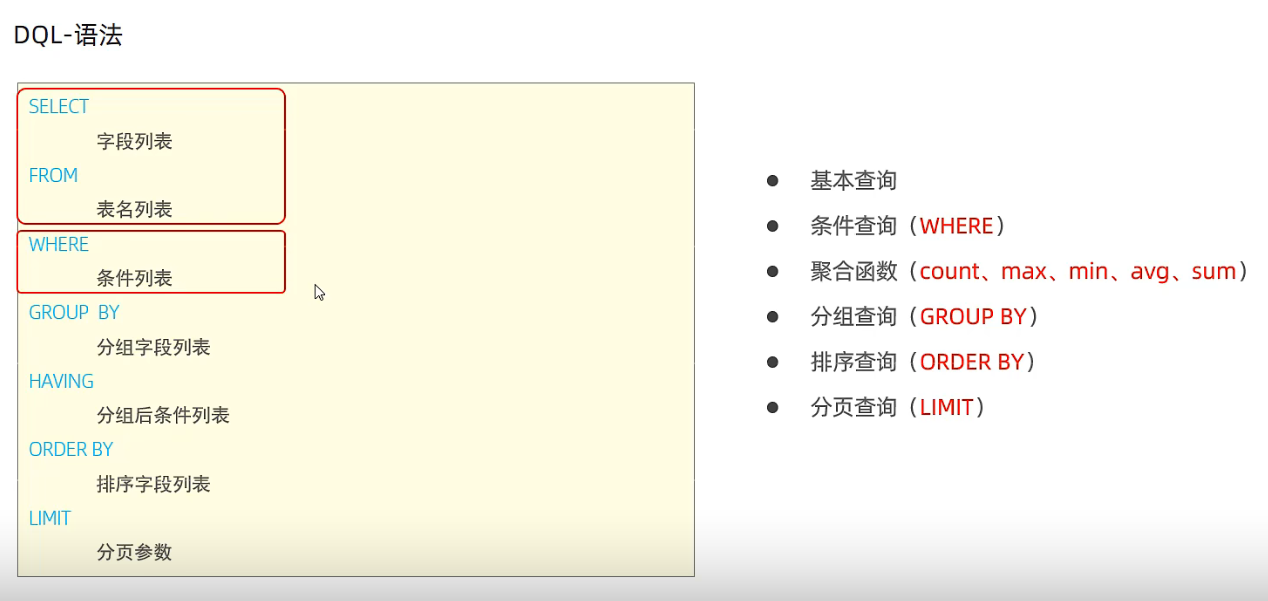 DQL-语法
SELECT
字段列表
FROM
表名列表
WHERE
条件列表
GROUP BY
分组字段列表
HAVING
分组后条件列表
ORDER BY
排序字段列表
LIMIT
分页参数
● 基本查询
● 条件查询（WHERE）
● 聚合函数（count、max、min、avg、sum）
● 分组查询（GROUP BY）
● 排序查询（ORDER BY）
● 分页查询（LIMIT）